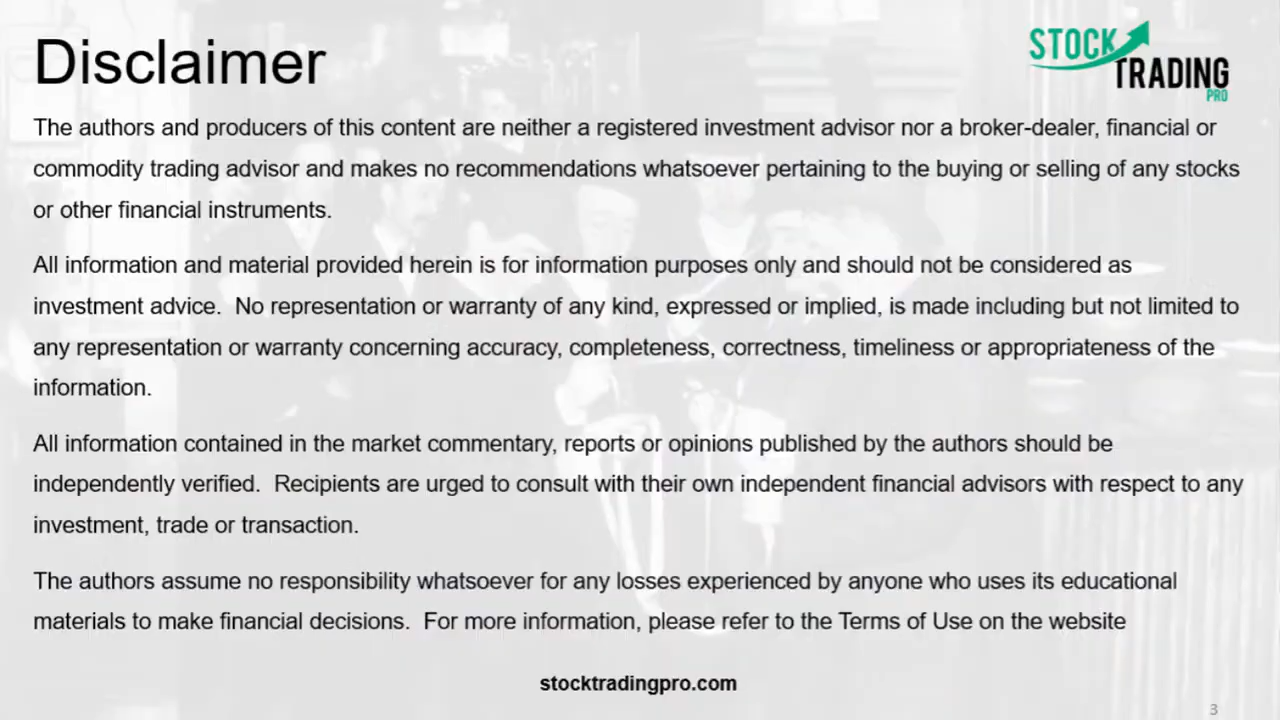 Disclaimer
STOCK
TRADING
PRO
The authors and producers of this content are neither a registered investment advisor nor a broker-dealer, financial or
commodity trading advisor and makes no recommendations whatsoever pertaining to the buying or selling of any stocks
or other financial instruments.
All information and material provided herein is for information purposes only and should not be considered as
investment advice.  No representation or warranty of any kind, expressed or implied, is made including but not limited to
any representation or warranty concerning accuracy, completeness, correctness, timeliness or appropriateness of the
information.
All information contained in the market commentary, reports or opinions published by the authors should be
independently verified.  Recipients are urged to consult with their own independent financial advisors with respect to any
investment, trade or transaction.
The authors assume no responsibility whatsoever for any losses experienced by anyone who uses its educational
materials to make financial decisions.  For more information, please refer to the Terms of Use on the website
stocktradingpro.com
3